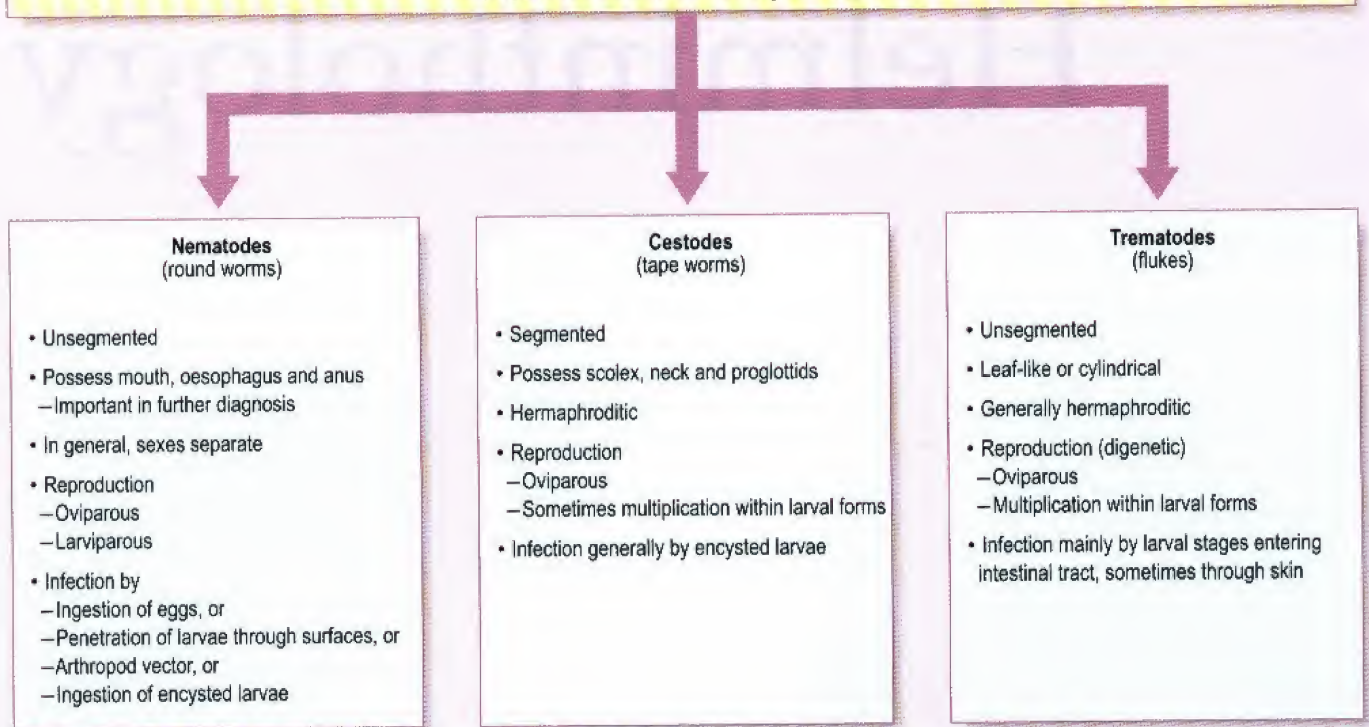 Nematodes
(round worms)
• Unsegmented
• Possess mouth, oesophagus and anus
–Important in further diagnosis
• In general, sexes separate
• Reproduction
–Oviparous
–Larviparous
• Infection by
–Ingestion of eggs, or
–Penetration of larvae through surfaces, or
–Arthropod vector, or
–Ingestion of encysted larvae
Cestodes
(tape worms)
• Segmented
• Possess scolex, neck and proglottids
• Hermaphroditic
• Reproduction
–Oviparous
–Sometimes multiplication within larval forms
• Infection generally by encysted larvae
Trematodes
(flukes)
• Unsegmented
• Leaf-like or cylindrical
• Generally hermaphroditic
• Reproduction (digenetic)
–Oviparous
–Multiplication within larval forms
• Infection mainly by larval stages entering
intestinal tract, sometimes through skin